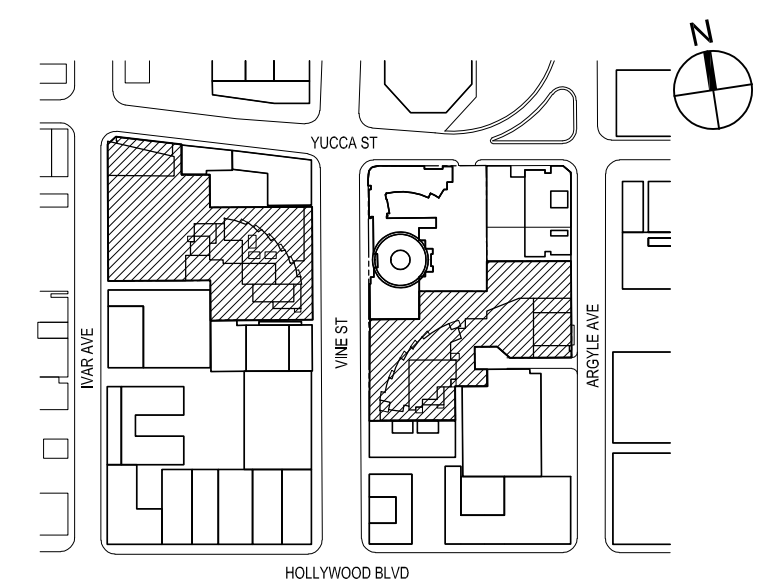 N
YUCCA ST
IVAR AVE
VINE ST
ARGYLE AVE
HOLLYWOOD BLVD